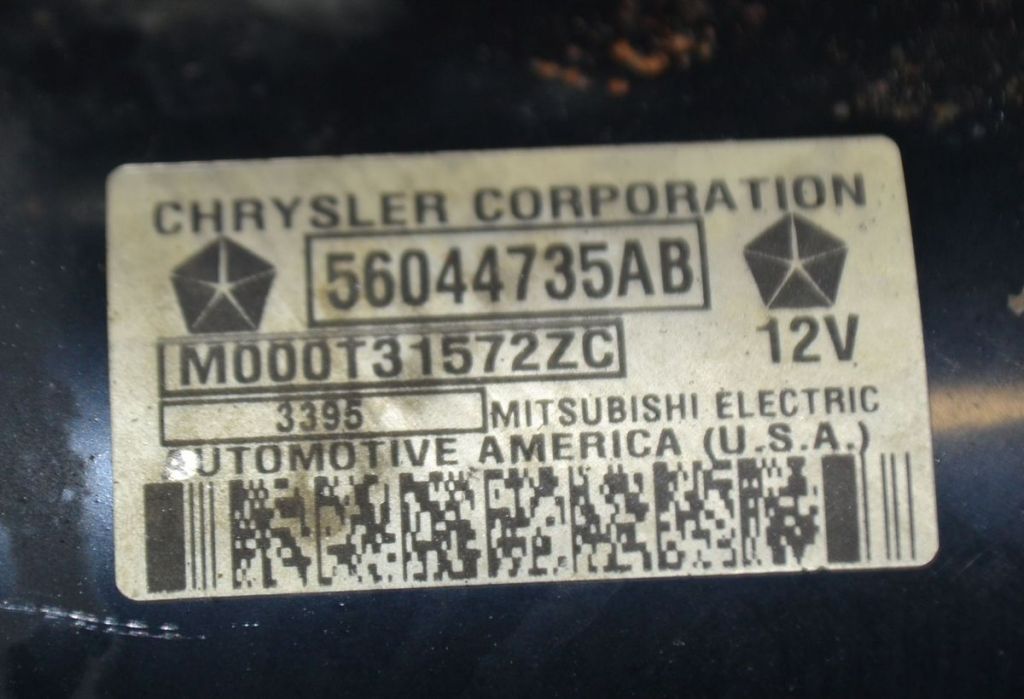 CHRYSLER CORPORATION
56044735AB
M000T31572ZC
12V
3395
MITSUBISHI ELECTRIC
AUTOMOTIVE AMERICA (U.S.A.)